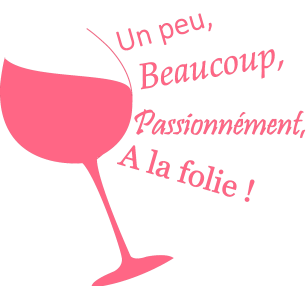 Un peu,
Beaucoup,
Passionnément,
A la folie !